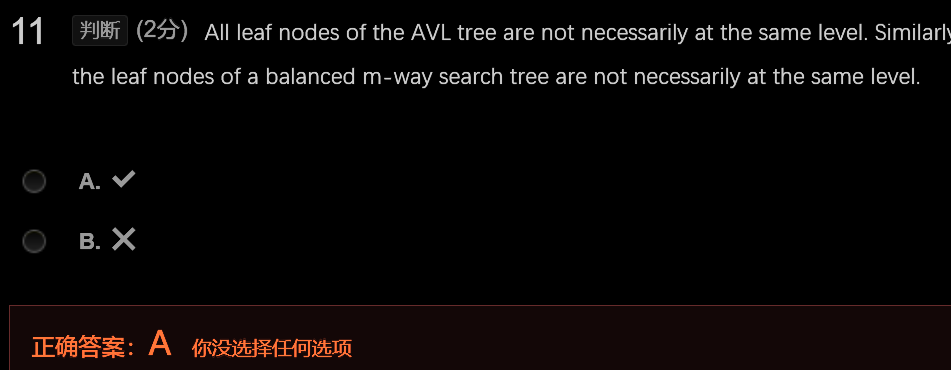 11 判断 (2分) All leaf nodes of the AVL tree are not necessarily at the same level. Similarly
the leaf nodes of a balanced m-way search tree are not necessarily at the same level.
A. ✓
B. ✕
正确答案：A 你没选择任何选项